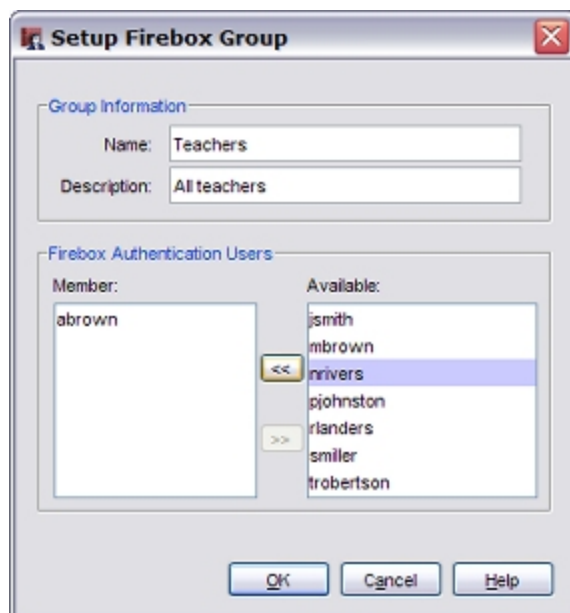 Setup Firebox Group
Group Information
Name: Teachers
Description: All teachers
Firebox Authentication Users
Member:
Available:
abrown
<<
>>
jsmith
mbrown
nrivers
pjohnston
rlanders
smiller
trobertson
OK Cancel Help